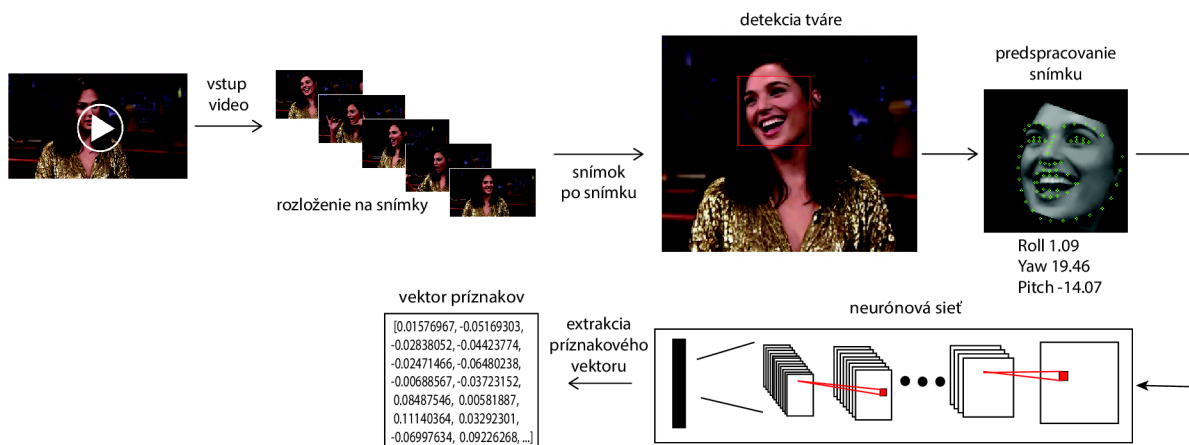 vstup
video
rozloženie na snímky
snímok
po snímku
detekcia tváre
predspracovanie
snímku
Roll 1.09
Yaw 19.46
Pitch -14.07
neurónová sieť
extrakcia
príznakového
vektoru
vektor príznakov
[0.01576967, -0.05169303,
-0.02838052, -0.04423774,
-0.02471466, -0.06480238,
-0.00688567, -0.03723152,
0.08487546, 0.00581887,
0.11140364, 0.03292301,
-0.06997634, 0.09226268, ...]